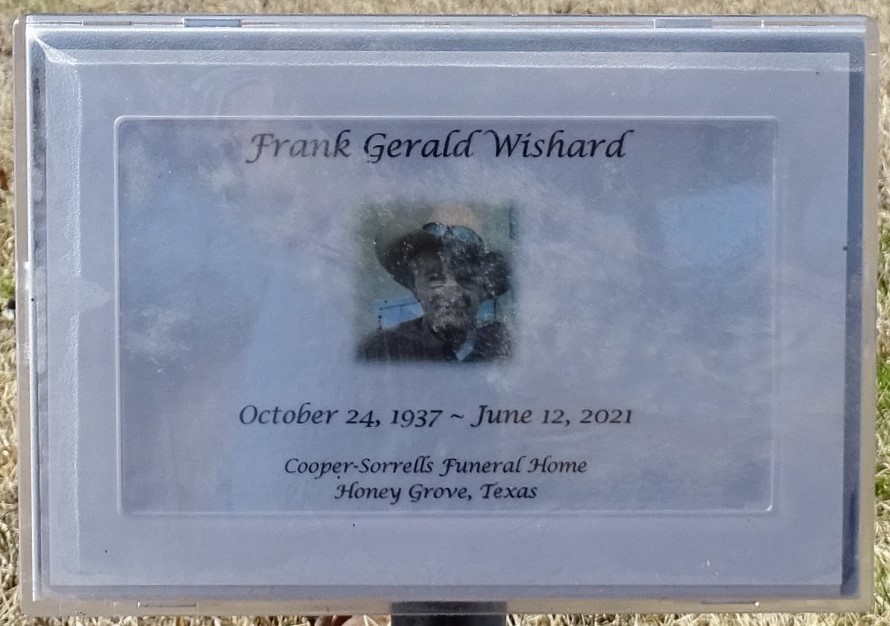 Frank Gerald Wishard
October 24, 1937 ~ June 12, 2021
Cooper-Sorrells Funeral Home
Honey Grove, Texas